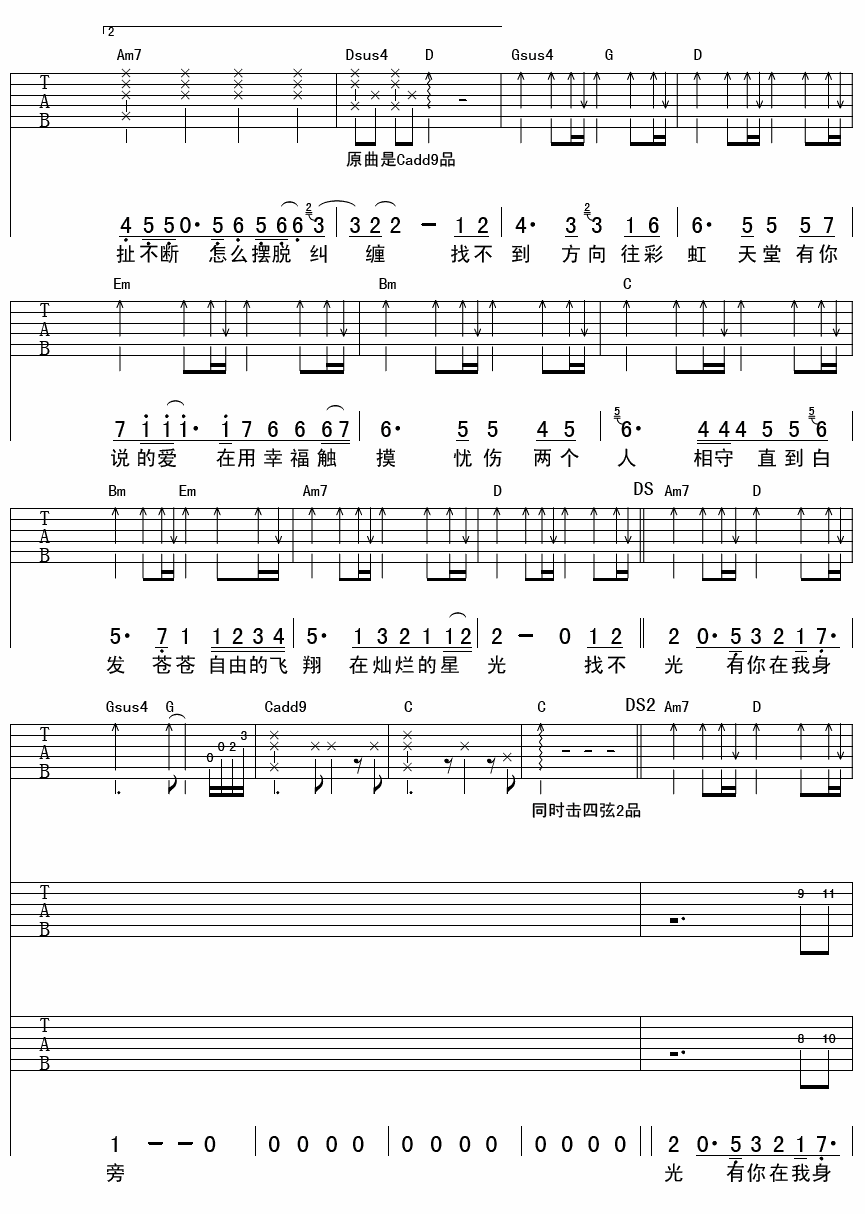 2
Am7 Dsus4 D Gsus4 G D
T
A
B
原曲是Cadd9品
4 5 5 0· 5 6 5 6 6 2 3 3 2 2 － 1 2 4· 3 2 3 1 6 6· 5 5 5 7
扯不断 怎么摆脱 纠 缠 找不 到 方向 往彩 虹 天堂 有你
Em Bm C
T
A
B
7 1 1 1· 1 7 6 6 6 7 6· 5 5 4 5 5 6· 4 4 4 5 5 5 6
说的爱 在用幸福触 摸 忧伤 两个 人 相守 直到白
Bm Em Am7 D DS Am7 D
T
A
B
5· 7 1 1 2 3 4 5· 1 3 2 1 1 2 2 － 0 1 2 2 0· 5 3 2 1 7·
发 苍苍 自由的飞 翔 在灿烂的星 光 找不 光 有你在我身
Gsus4 G Cadd9 C C DS2 Am7 D
T
A
B
0 0 2 3
同时击四弦2品
T
A
B
9 11
T
A
B
8 10
1 － － 0 0 0 0 0 0 0 0 0 0 0 0 0 2 0· 5 3 2 1 7·
旁 光 有你在我身